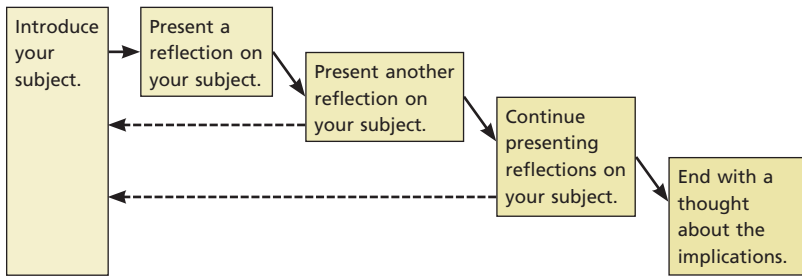 Introduce
your
subject.
Present a
reflection on
your subject.
Present another
reflection on
your subject.
Continue
presenting
reflections on
your subject.
End with a
thought
about the
implications.